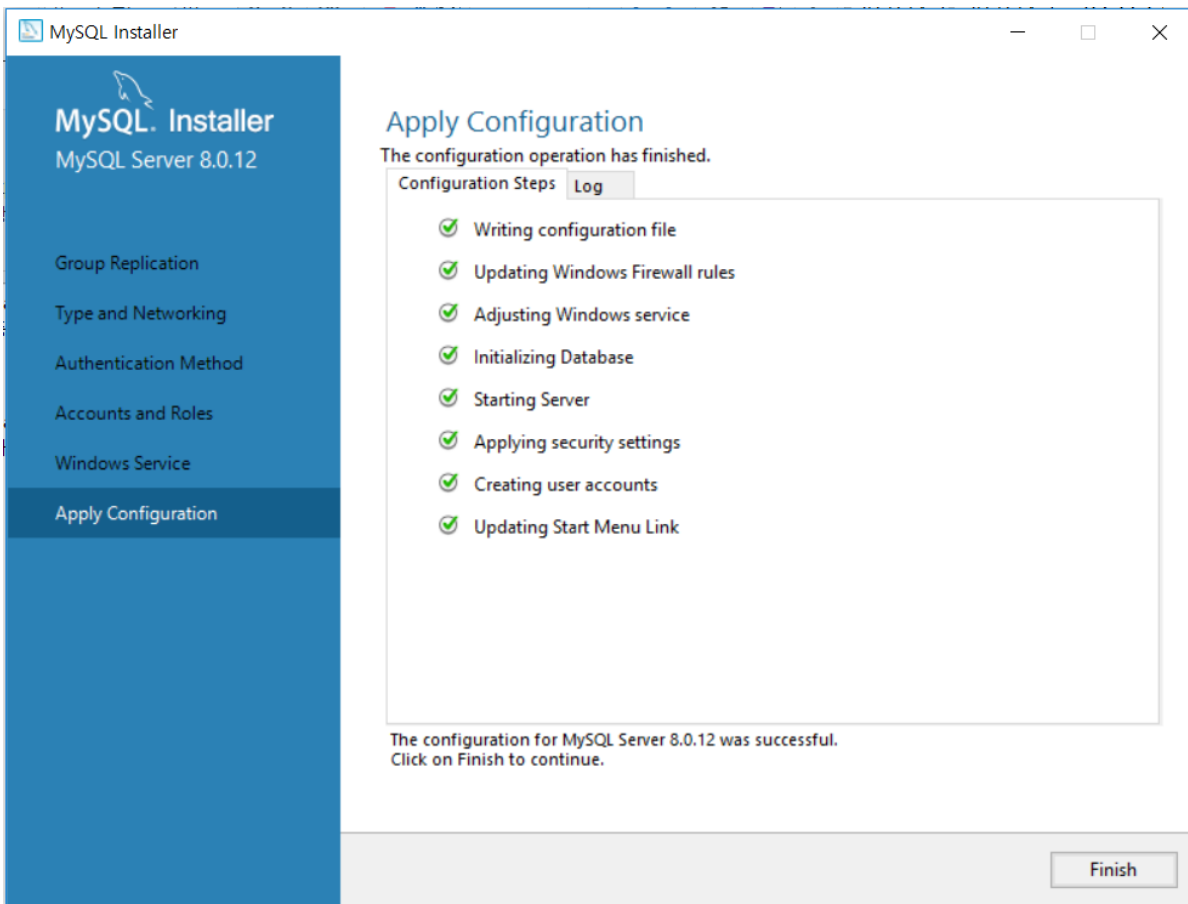 MySQL Installer
MySQL. Installer
MySQL Server 8.0.12
Group Replication
Type and Networking
Authentication Method
Accounts and Roles
Windows Service
Apply Configuration
Apply Configuration
The configuration operation has finished.
Configuration Steps Log
Writing configuration file
Updating Windows Firewall rules
Adjusting Windows service
Initializing Database
Starting Server
Applying security settings
Creating user accounts
Updating Start Menu Link
The configuration for MySQL Server 8.0.12 was successful.
Click on Finish to continue.
Finish